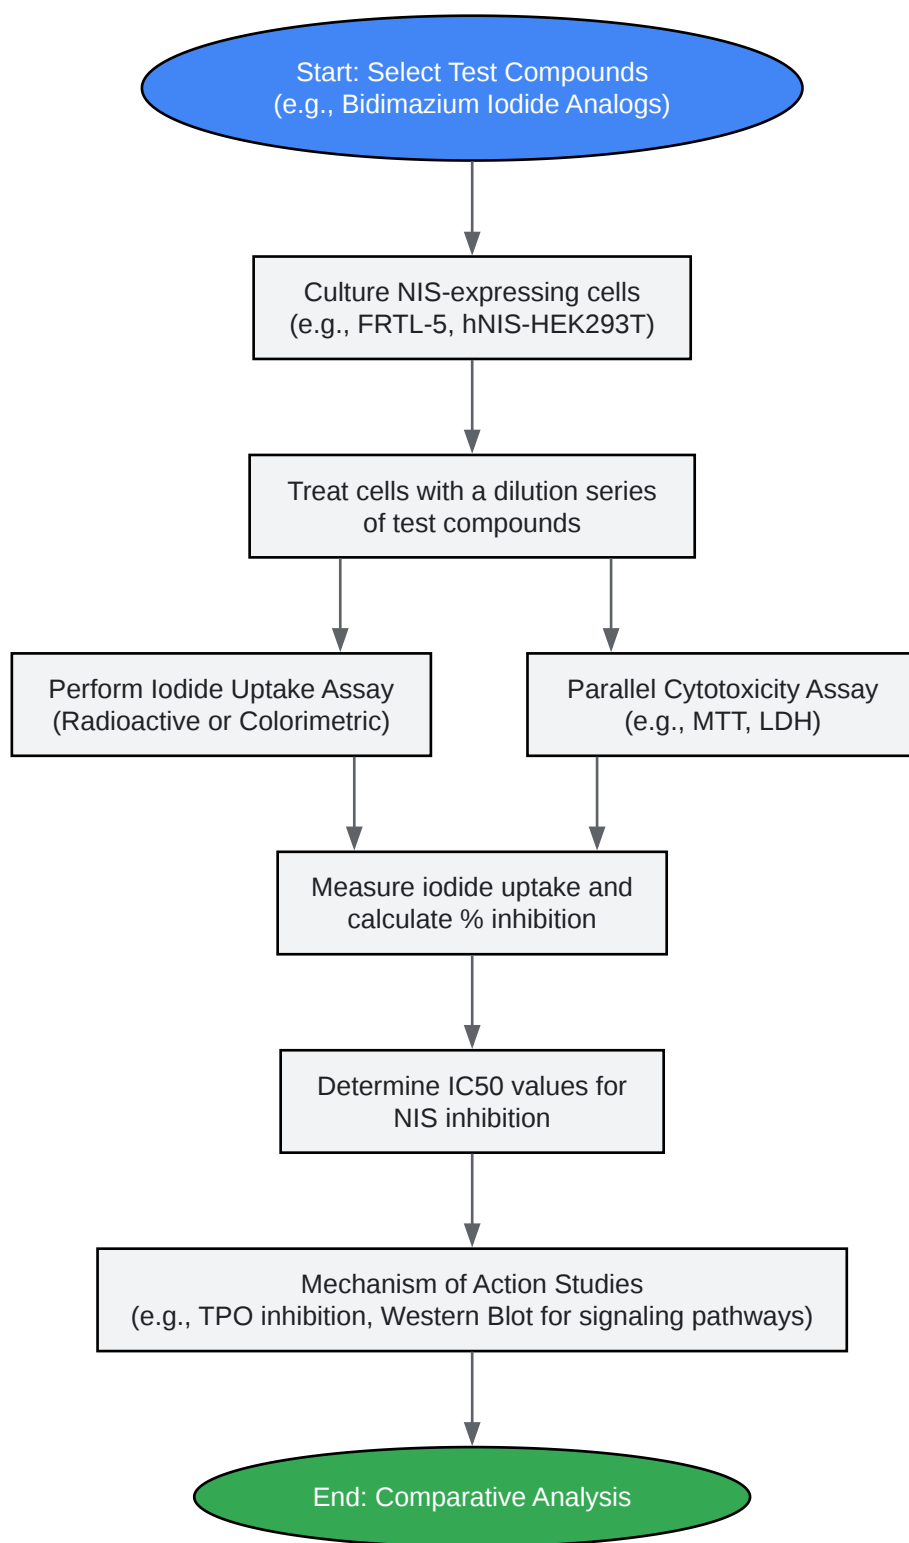 Start: Select Test Compounds
(e.g., Bidimazium Iodide Analogs)
Culture NIS-expressing cells
(e.g., FRTL-5, hNIS-HEK293T)
Treat cells with a dilution series
of test compounds
Perform Iodide Uptake Assay
(Radioactive or Colorimetric)
Parallel Cytotoxicity Assay
(e.g., MTT, LDH)
Measure iodide uptake and
calculate % inhibition
Determine IC50 values for
NIS inhibition
Mechanism of Action Studies
(e.g., TPO inhibition, Western Blot for signaling pathways)
End: Comparative Analysis